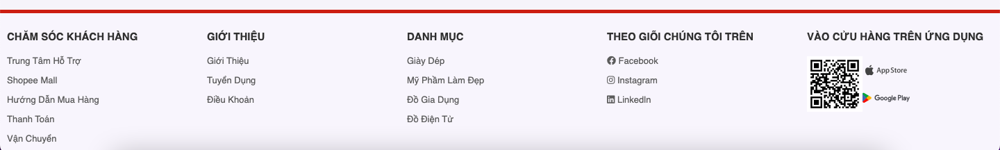 CHĂM SÓC KHÁCH HÀNG
Trung Tâm Hỗ Trợ
Shopee Mall
Hướng Dẫn Mua Hàng
Thanh Toán
Vận Chuyển
GIỚI THIỆU
Giới Thiệu
Tuyển Dụng
Điều Khoản
DANH MỤC
Giày Dép
Mỹ Phầm Làm Đẹp
Đồ Gia Dụng
Đồ Điện Tử
THEO GIÕI CHÚNG TÔI TRÊN
Facebook
Instagram
LinkedIn
VÀO CỬU HÀNG TRÊN ỨNG DỤNG
App Store
Google Play